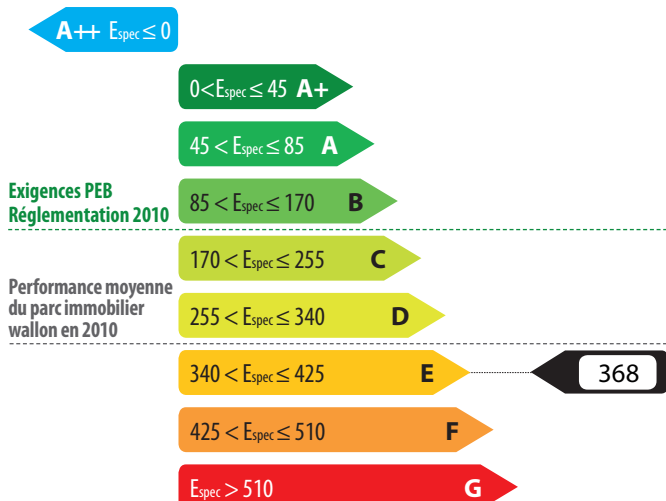 A++ Espec ≤ 0
0<Espec ≤ 45 A+
45 < Espec ≤ 85 A
Exigences PEB
Réglementation 2010
85 < Espec ≤ 170 B
170 < Espec ≤ 255 C
Performance moyenne
du parc immobilier
wallon en 2010
255 < Espec ≤ 340 D
340 < Espec ≤ 425 E
368
425 < Espec ≤ 510 F
Espec > 510 G